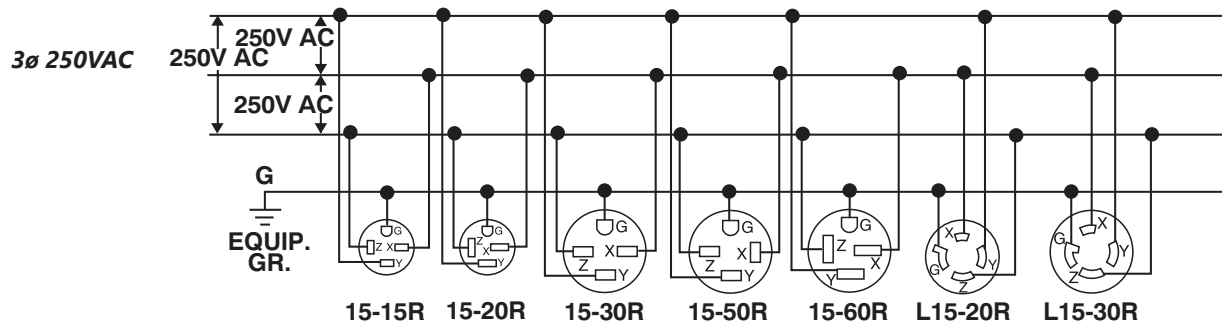 250V AC
3ø 250VAC 250V AC
250V AC
G
EQUIP.
GR.
G Z X Y
G Z X Y
G Z X Y
G Z X Y
G Z X Y
X G Y Z
X G Y Z
15-15R 15-20R 15-30R 15-50R 15-60R L15-20R L15-30R